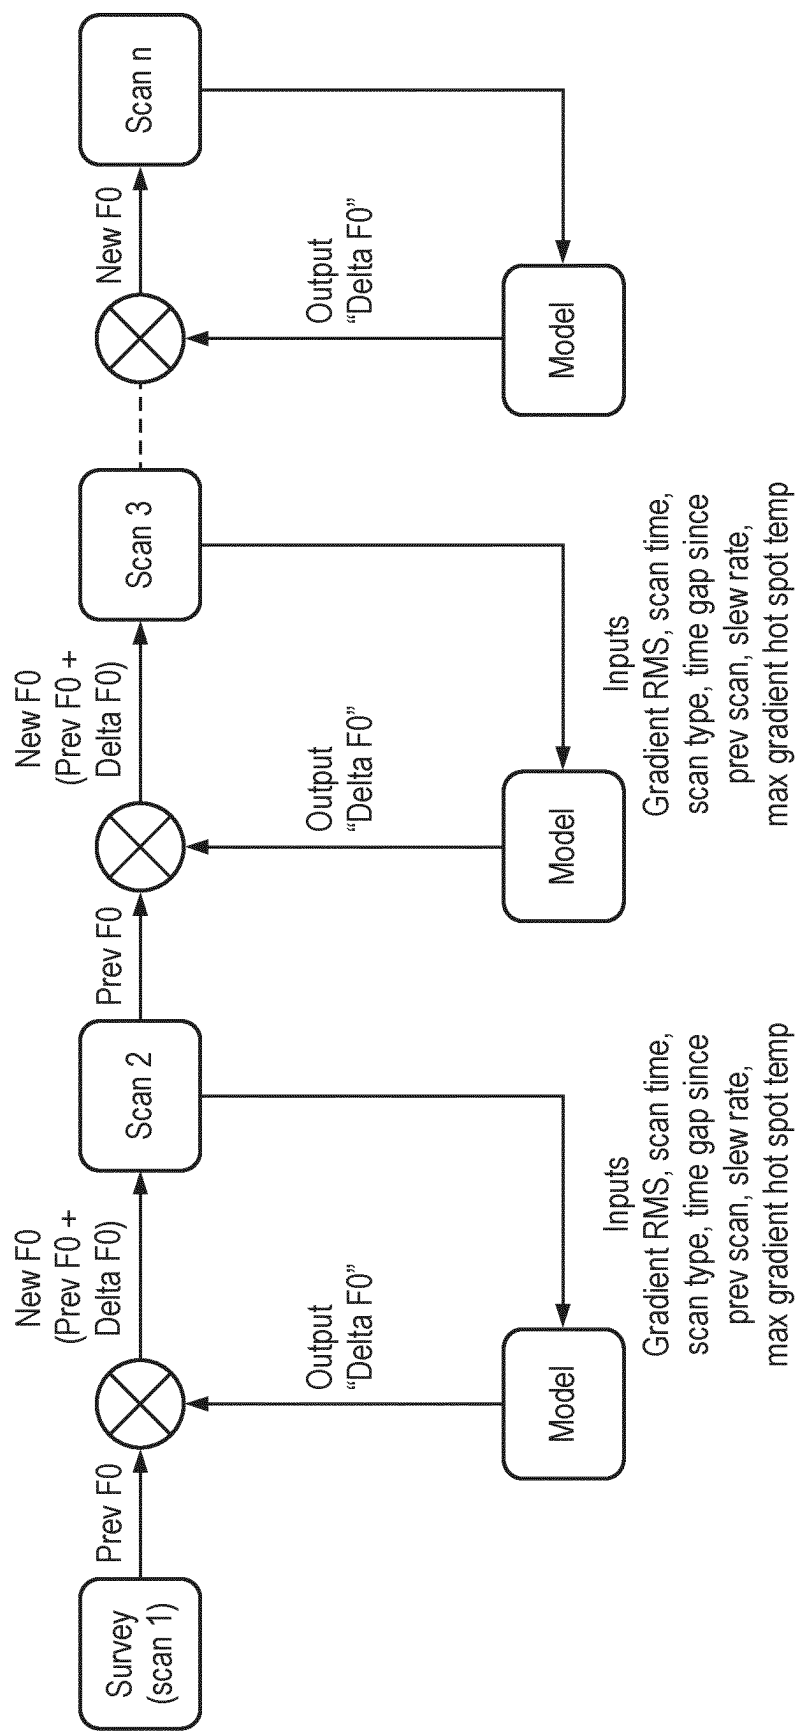 Survey
(scan 1)
Prev F0
New F0
(Prev F0 +
Delta F0)
Scan 2
Prev F0
New F0
(Prev F0 +
Delta F0)
Scan 3
New F0
Scan n
Output
“Delta F0”
Output
“Delta F0”
Output
“Delta F0”
Model
Model
Model
Inputs
Gradient RMS, scan time,
scan type, time gap since
prev scan, slew rate,
max gradient hot spot temp
Inputs
Gradient RMS, scan time,
scan type, time gap since
prev scan, slew rate,
max gradient hot spot temp